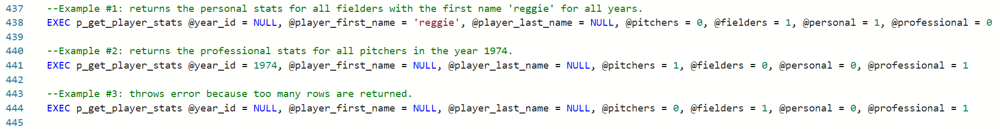 437 --Example #1: returns the personal stats for all fielders with the first name 'reggie' for all years.
438 EXEC p_get_player_stats @year_id = NULL, @player_first_name = 'reggie', @player_last_name = NULL, @pitchers = 0, @fielders = 1, @personal = 1, @professional = 0
439
440 --Example #2: returns the professional stats for all pitchers in the year 1974.
441 EXEC p_get_player_stats @year_id = 1974, @player_first_name = NULL, @player_last_name = NULL, @pitchers = 1, @fielders = 0, @personal = 0, @professional = 1
442
443 --Example #3: throws error because too many rows are returned.
444 EXEC p_get_player_stats @year_id = NULL, @player_first_name = NULL, @player_last_name = NULL, @pitchers = 0, @fielders = 1, @personal = 0, @professional = 1
445